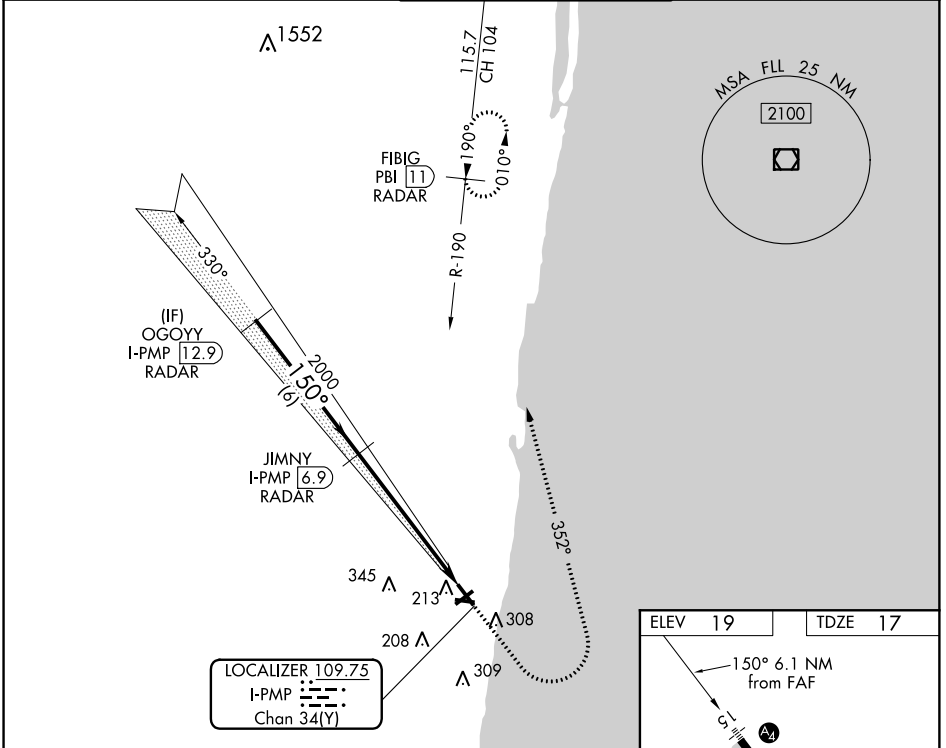 1552
115.7
CH 104
MSA FLL 25 NM
2100
190°
010°
FIBIG
PBI 11
RADAR
R-190
330°
(IF)
OGOYY
I-PMP 12.9
RADAR
2000
150°
(6)
JIMNY
I-PMP 6.9
RADAR
352°
345
213
308
208
309
LOCALIZER 109.75
I-PMP
Chan 34(Y)
ELEV 19
TDZE 17
150° 6.1 NM
from FAF
15
A4